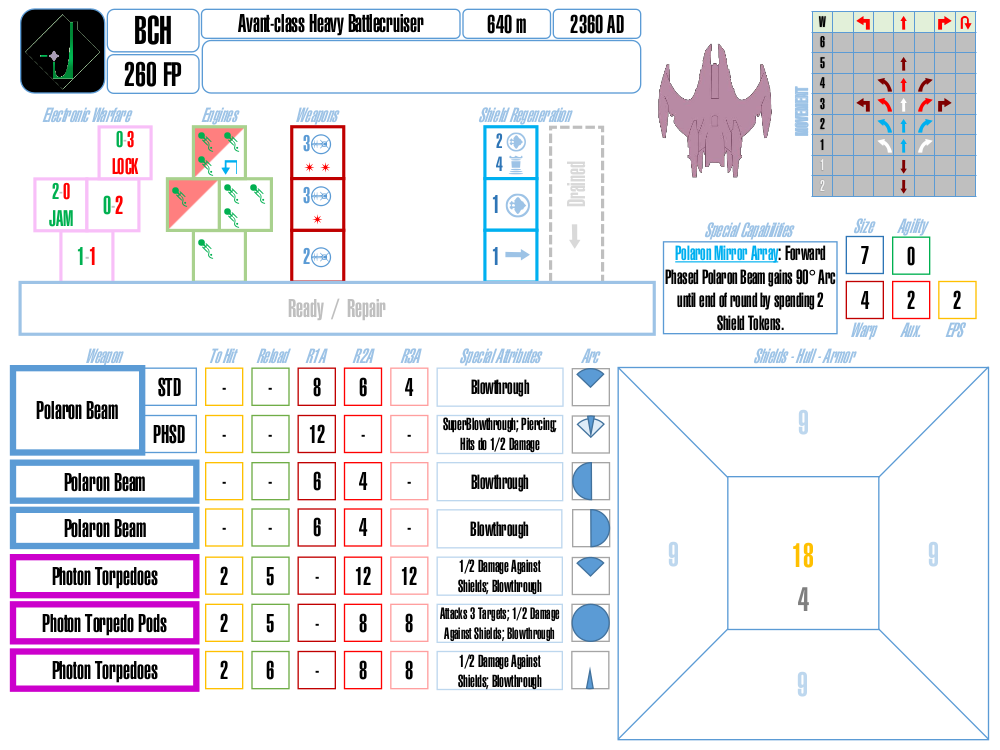 BCH
Avant-class Heavy Battlecruiser
640 m
2360 AD
260 FP
W
6
5
4
3
2
1
1
2
MOVEMENT
Electronic Warfare
Engines
Weapons
Shield Regeneration
0-3
LOCK
2-0
JAM
0-2
1-1
3
3
2
2
4
1
1
Drained
Ready / Repair
Special Capabilities
Polaron Mirror Array: Forward
Phased Polaron Beam gains 90° Arc
until end of round by spending 2
Shield Tokens.
Size
Agility
7
0
4
2
2
Warp
Aux.
EPS
Weapon
To Hit
Reload
R1A
R2A
R3A
Special Attributes
Arc
Shields - Hull - Armor
Polaron Beam
STD
-
-
8
6
4
Blowthrough
PHSD
-
-
12
-
-
SuperBlowthrough; Piercing;
Hits do 1/2 Damage
Polaron Beam
-
-
6
4
-
Blowthrough
Polaron Beam
-
-
6
4
-
Blowthrough
Photon Torpedoes
2
5
-
12
12
1/2 Damage Against
Shields; Blowthrough
Photon Torpedo Pods
2
5
-
8
8
Attacks 3 Targets; 1/2 Damage
Against Shields; Blowthrough
Photon Torpedoes
2
6
-
8
8
1/2 Damage Against
Shields; Blowthrough
9
9
18
9
4
9